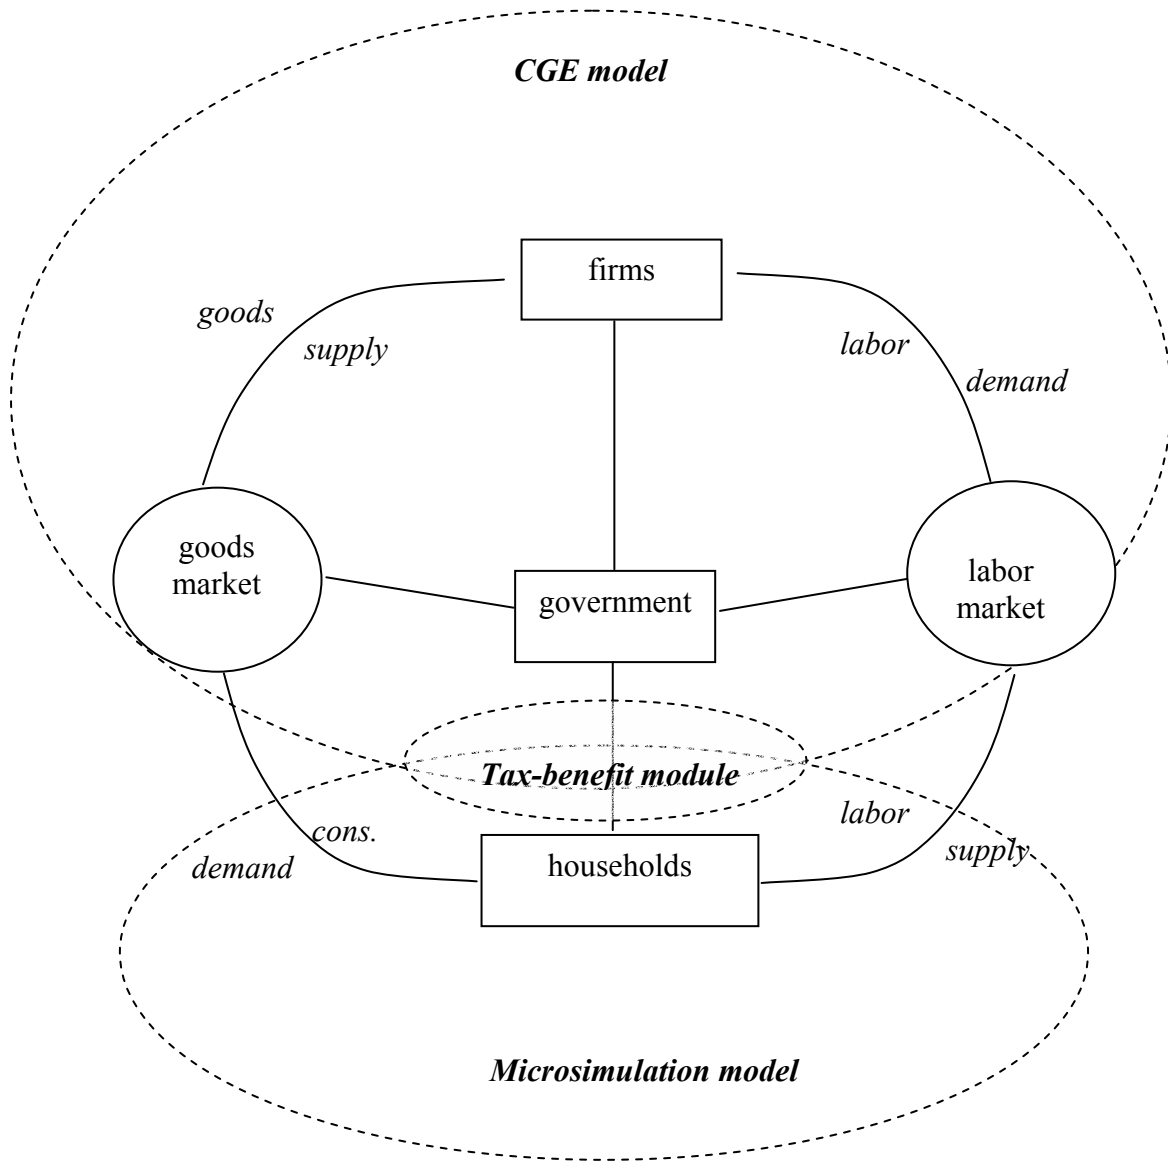 CGE model
firms
goods
supply
labor
demand
goods
market
labor
market
government
Tax-benefit module
cons.
demand
labor
supply
households
Microsimulation model